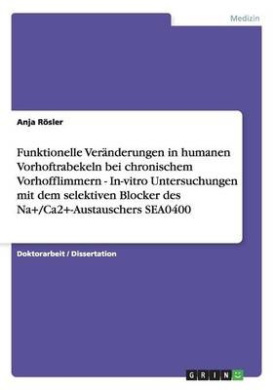 Medizin
Anja Rösler
Funktionelle Veränderungen in humanen
Vorhoftrabekeln bei chronischem
Vorhofflimmern - In-vitro Untersuchungen
mit dem selektiven Blocker des
Na+/Ca2+-Austauschers SEA0400
Doktorarbeit / Dissertation
GRIN